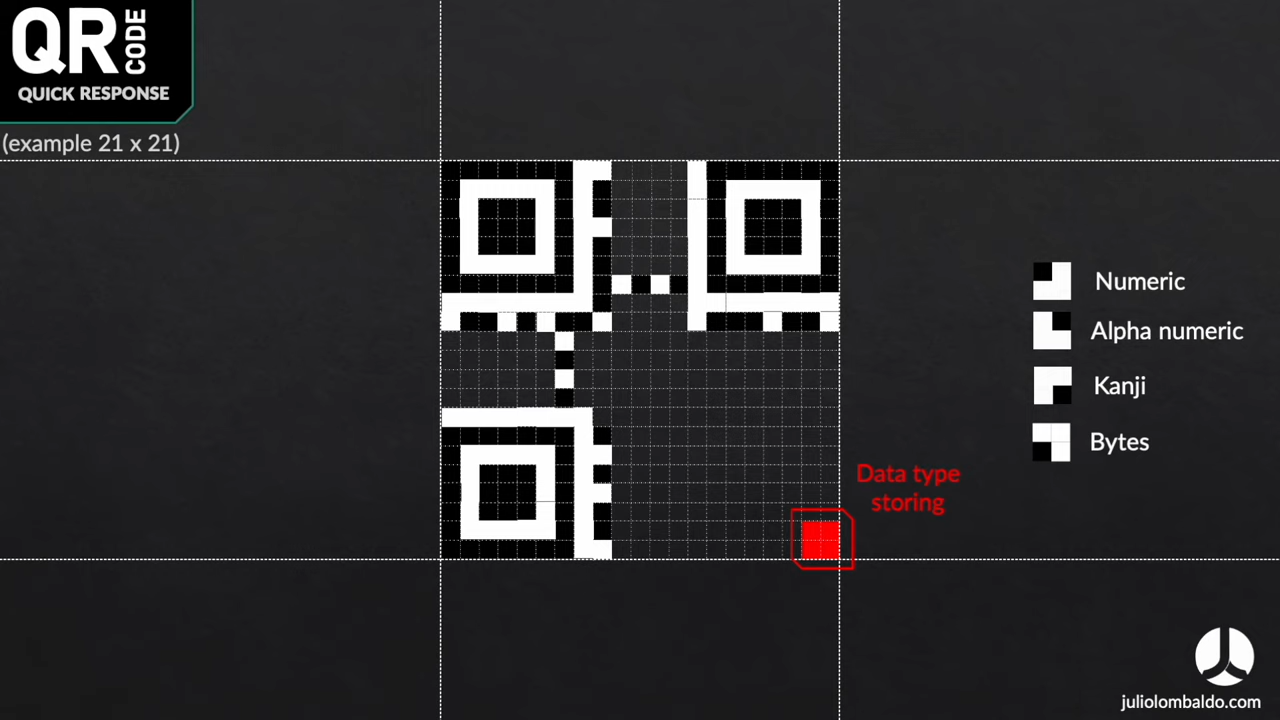 QR CODE
QUICK RESPONSE
(example 21 x 21)
Numeric
Alpha numeric
Kanji
Bytes
Data type
storing
juliolombaldo.com